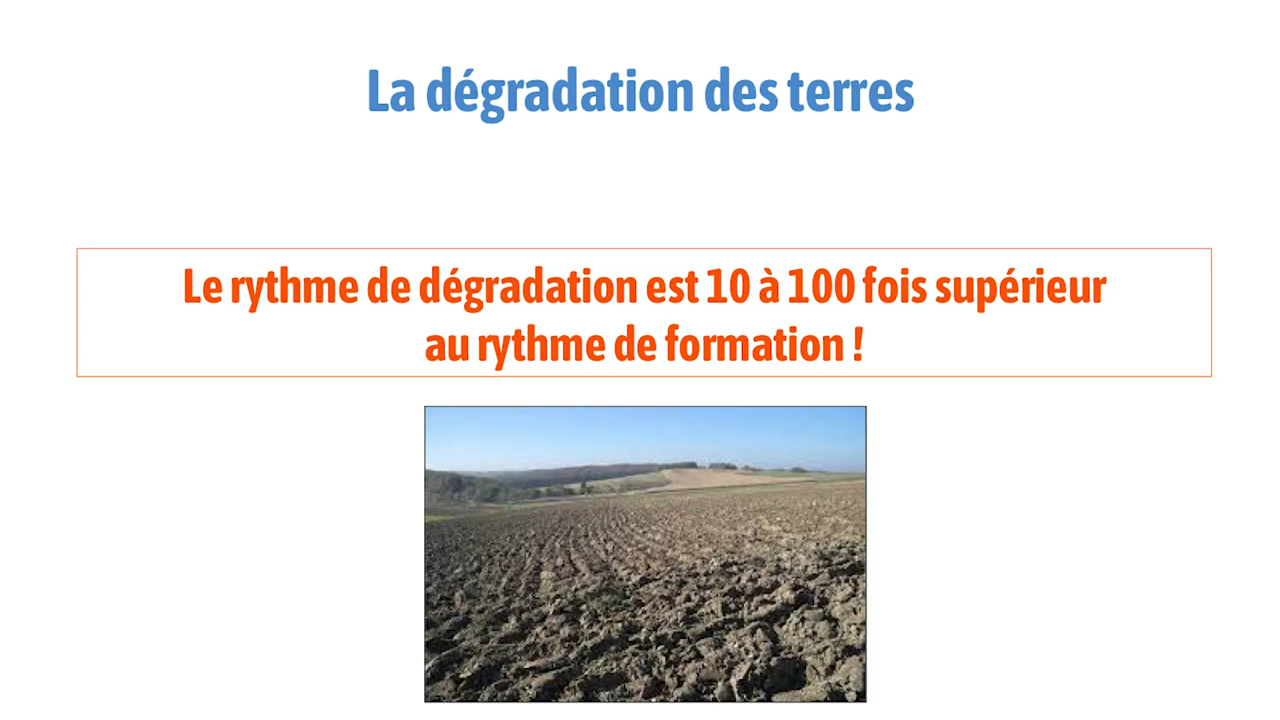 La dégradation des terres
Le rythme de dégradation est 10 à 100 fois supérieur
au rythme de formation !